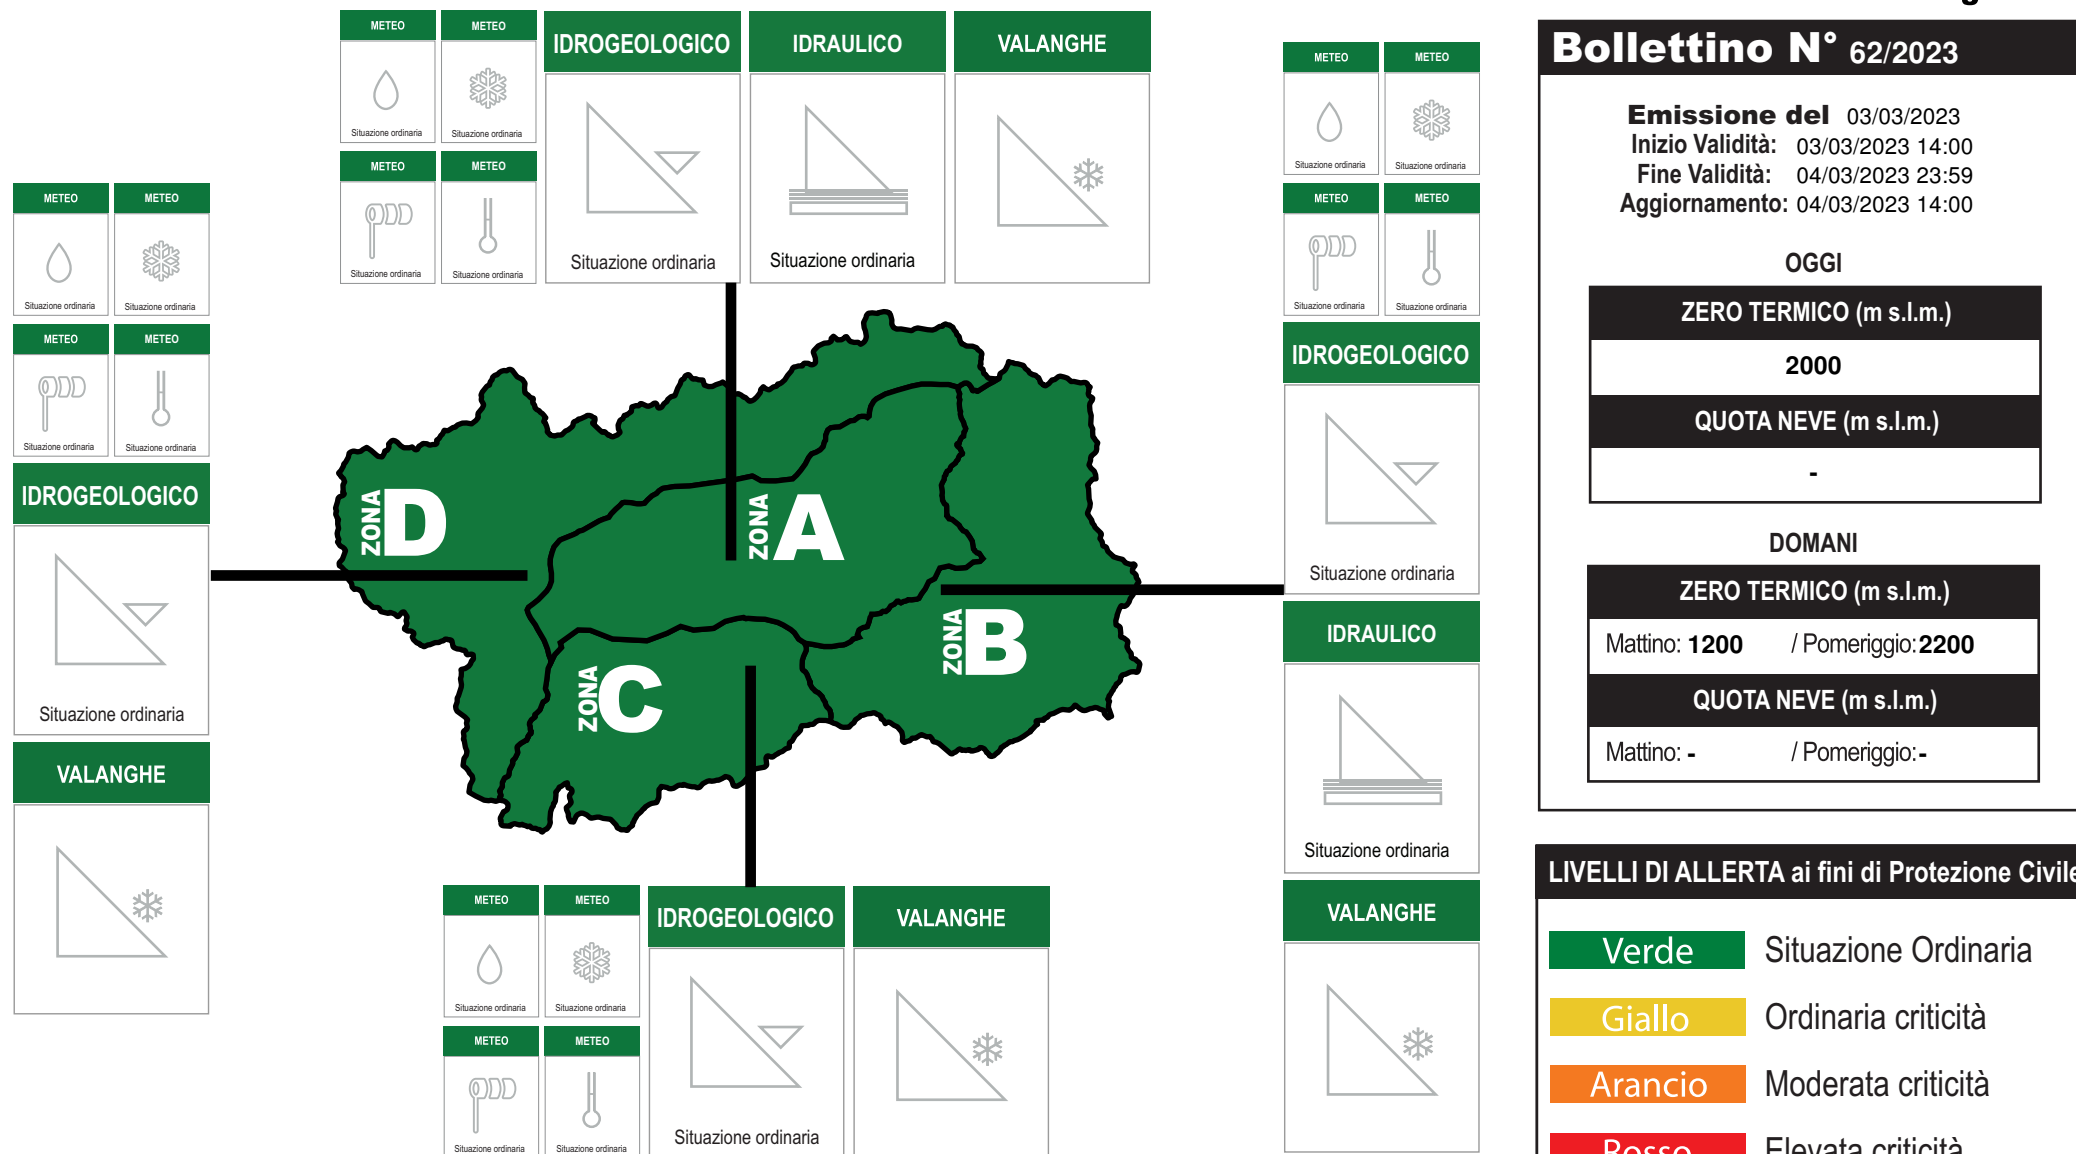 METEO METEO
Situazione ordinaria Situazione ordinaria
METEO METEO
Situazione ordinaria Situazione ordinaria
IDROGEOLOGICO
Situazione ordinaria
IDRAULICO
Situazione ordinaria
VALANGHE
METEO METEO
Situazione ordinaria Situazione ordinaria
METEO METEO
Situazione ordinaria Situazione ordinaria
IDROGEOLOGICO
Situazione ordinaria
VALANGHE
ZONA D
ZONA A
ZONA B
ZONA C
METEO METEO
Situazione ordinaria Situazione ordinaria
METEO METEO
Situazione ordinaria Situazione ordinaria
IDROGEOLOGICO
Situazione ordinaria
IDRAULICO
Situazione ordinaria
VALANGHE
METEO METEO
Situazione ordinaria Situazione ordinaria
METEO METEO
Situazione ordinaria Situazione ordinaria
IDROGEOLOGICO
Situazione ordinaria
VALANGHE
Bollettino N° 62/2023
Emissione del 03/03/2023
Inizio Validità: 03/03/2023 14:00
Fine Validità: 04/03/2023 23:59
Aggiornamento: 04/03/2023 14:00
OGGI
ZERO TERMICO (m s.l.m.)
2000
QUOTA NEVE (m s.l.m.)
-
DOMANI
ZERO TERMICO (m s.l.m.)
Mattino: 1200 / Pomeriggio: 2200
QUOTA NEVE (m s.l.m.)
Mattino: - / Pomeriggio: -
LIVELLI DI ALLERTA ai fini di Protezione Civile
Verde Situazione Ordinaria
Giallo Ordinaria criticità
Arancio Moderata criticità
Rosso Elevata criticità